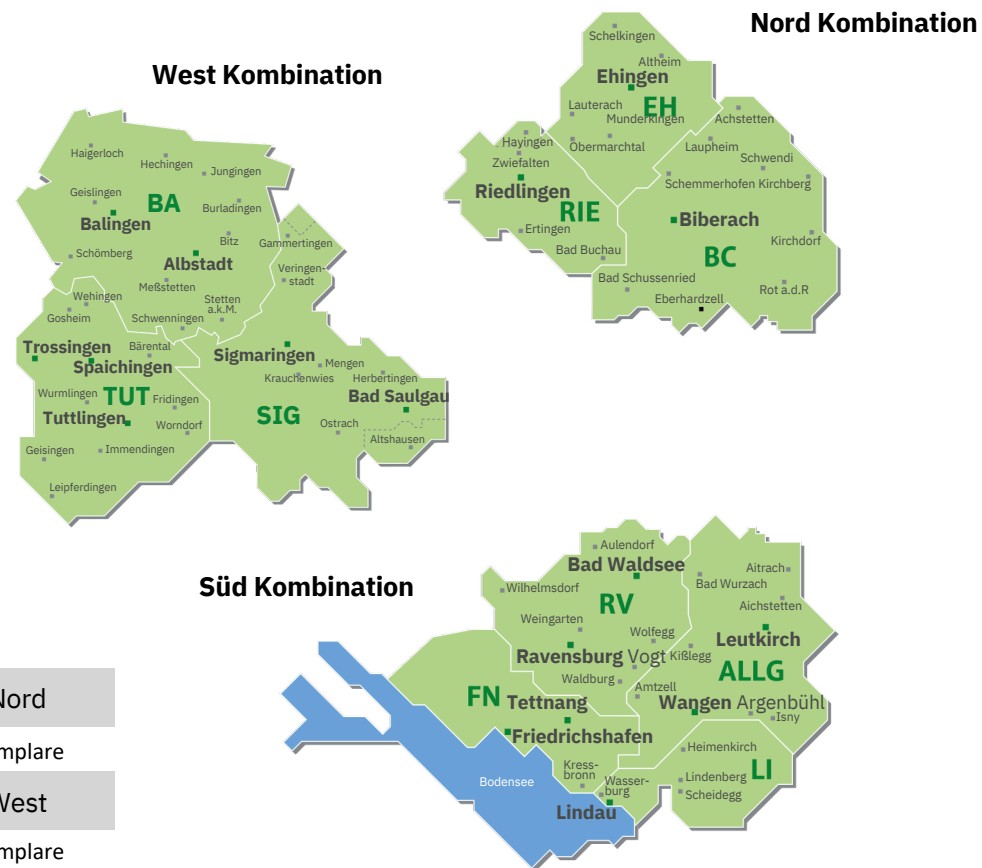 Nord Kombination
West Kombination
Schelkingen
Altheim
Ehingen
EH
Lauterach
Munderkingen
Obermarchtal
Achstetten
Laupheim
Schwendi
Hayingen
Zwiefalten
Riedlingen
RIE
Ertingen
Bad Buchau
Schemmerhofen Kirchberg
Biberach
BC
Kirchdorf
Bad Schussenried
Eberhardzell
Rot a.d.R
Haigerloch
Hechingen
Jungingen
Geislingen
BA
Burladingen
Balingen
Bitz
Gammertingen
Schömberg
Albstadt
Veringen-
stadt
Meßstetten
Wehingen
Stetten
a.k.M.
Gosheim
Schwenningen
Trossingen
Bärental
Spaichingen
Sigmaringen
Mengen
Krauchenwies
Herbertingen
Wurmlingen
TUT
Fridingen
Bad Saulgau
Tuttlingen
SIG
Worndorf
Ostrach
Altshausen
Geisingen
Immendingen
Leipferdingen
Süd Kombination
Aulendorf
Bad Waldsee
Wilhelmsdorf
RV
Weingarten
Wolfegg
Ravensburg Vogt Kißlegg
Waldburg
Amtzell
Aitrach
Bad Wurzach
Aichstetten
Leutkirch
ALLG
Wangen Argenbühl
Isny
FN
Tettnang
Friedrichshafen
Kress-
bronn
Wasser-
burg
Bodensee
Lindau
Heimenkirch
LI
Lindenberg
Scheidegg
Nord
mplare
West
mplare